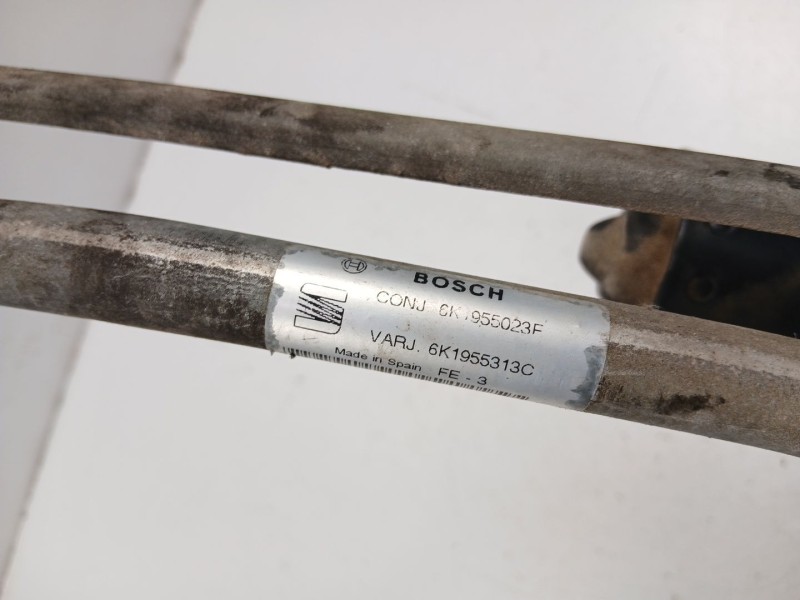 BOSCH
CONJ 6K1955023F
VARJ. 6K1955313C
Made in Spain FE - 3